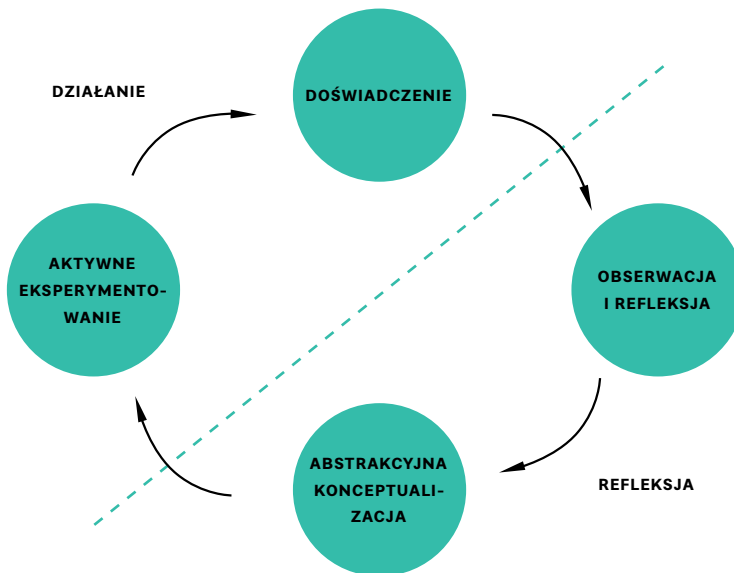 DZIAŁANIE
DOŚWIADCZENIE
AKTYWNE
EKSPERYMENTO-
WANIE
OBSERWACJA
I REFLEKSJA
ABSTRAKCYJNA
KONCEPTUALI-
ZACJA
REFLEKSJA